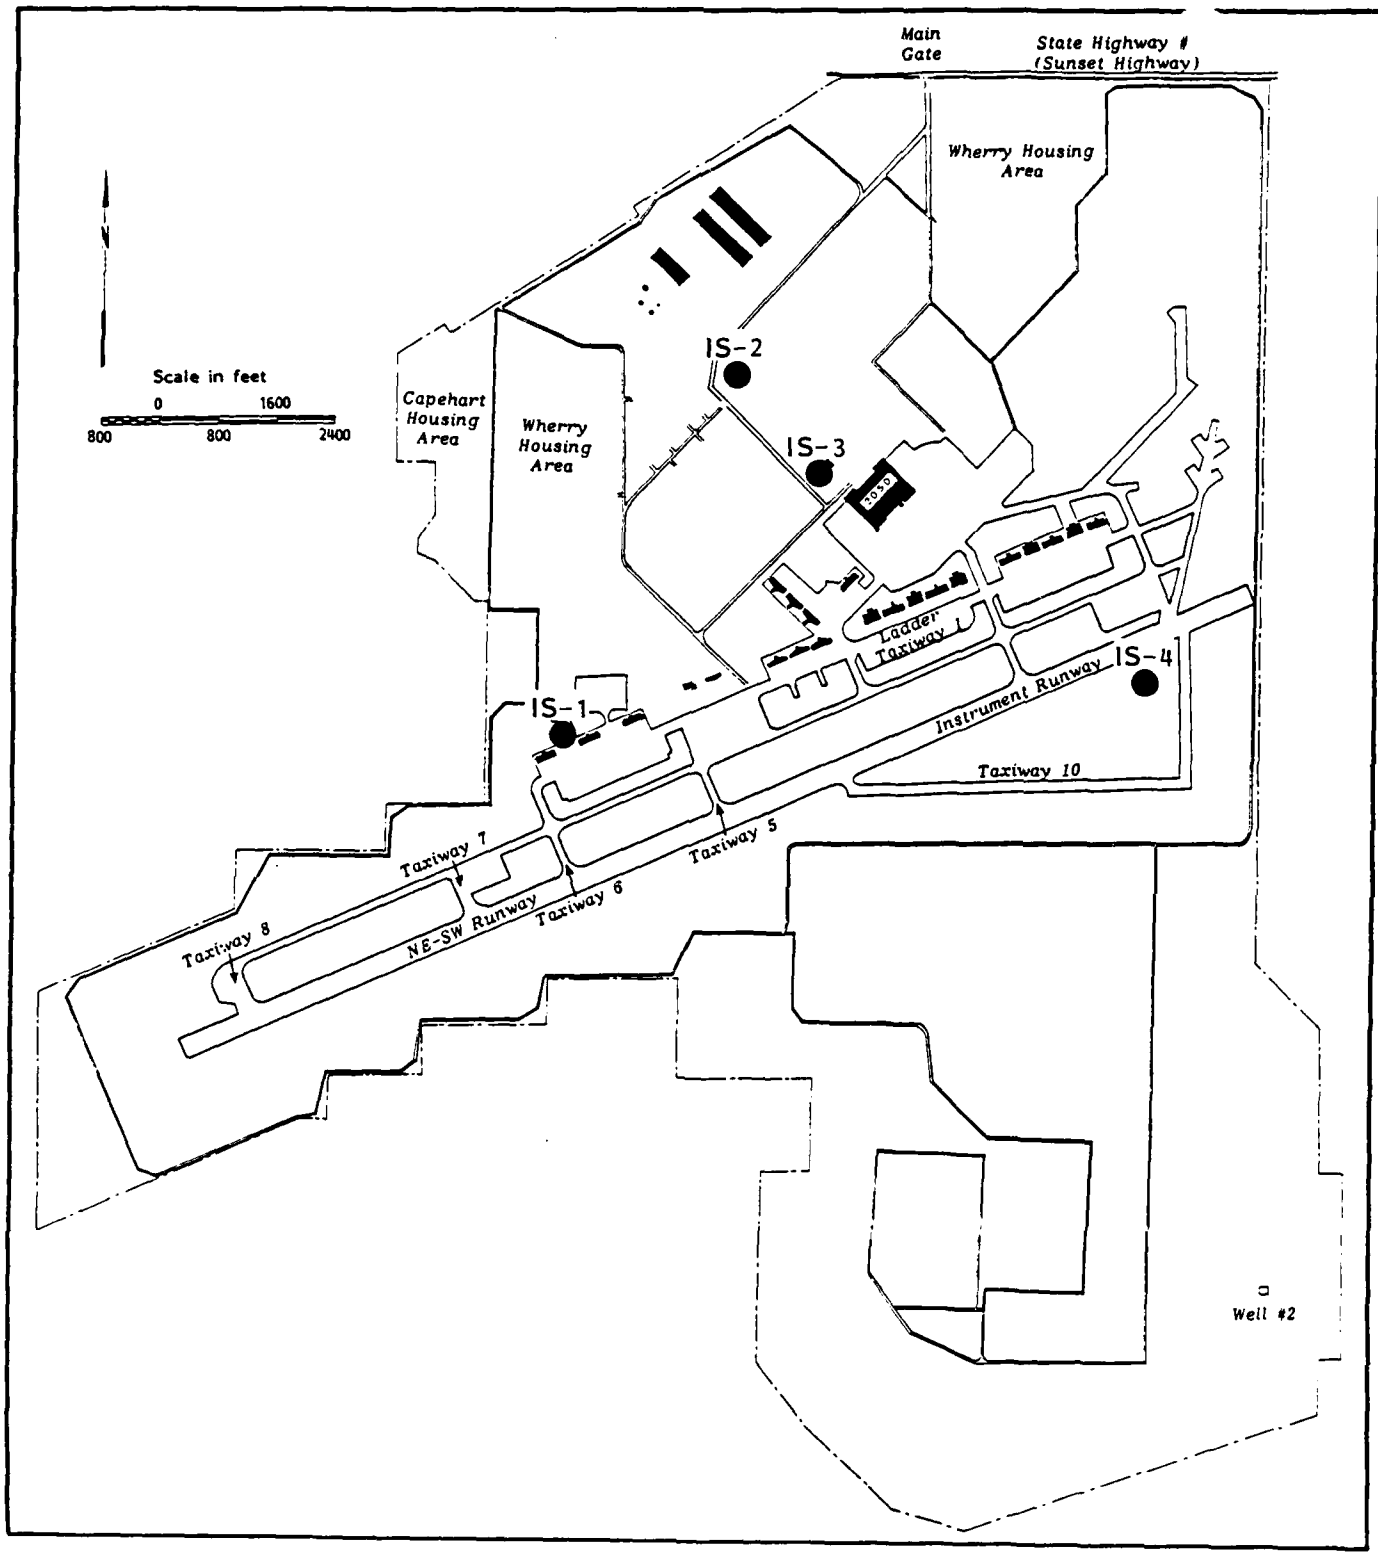 Main
Gate
State Highway #
(Sunset Highway)
Wherry Housing
Area
N
IS-2
Scale in feet
0 1600
800 800 2400
Capehart
Housing
Area
Wherry
Housing
Area
IS-3
2050
Ladder
Taxiway 1
IS-4
Instrument Runway
IS-1
Taxiway 10
Taxiway 5
Taxiway 7
Taxiway 6
NE-SW Runway
Taxiway 8
Well #2